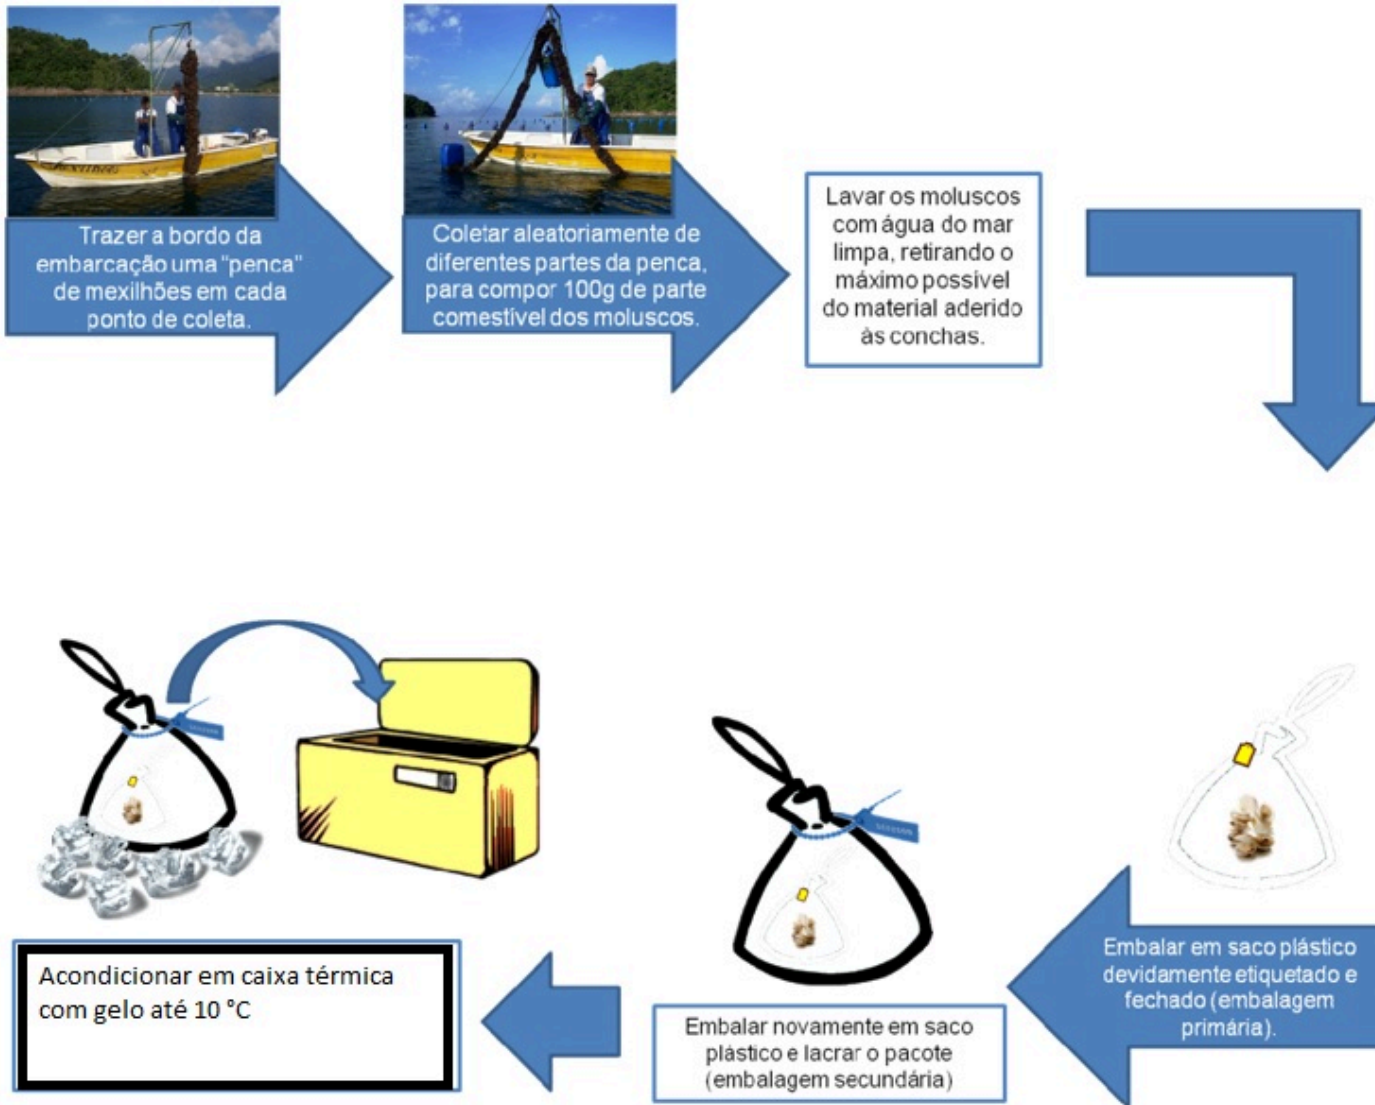 Trazer a bordo da
embarcação uma "penca"
de mexilhões em cada
ponto de coleta.
Coletar aleatoriamente de
diferentes partes da penca,
para compor 100g de parte
comestível dos moluscos.
Lavar os moluscos
com água do mar
limpa, retirando o
máximo possível
do material aderido
às conchas.
Embalar em saco plástico
devidamente etiquetado e
fechado (embalagem
primária).
Embalar novamente em saco
plástico e lacrar o pacote
(embalagem secundária)
Acondicionar em caixa térmica
com gelo até 10 °C